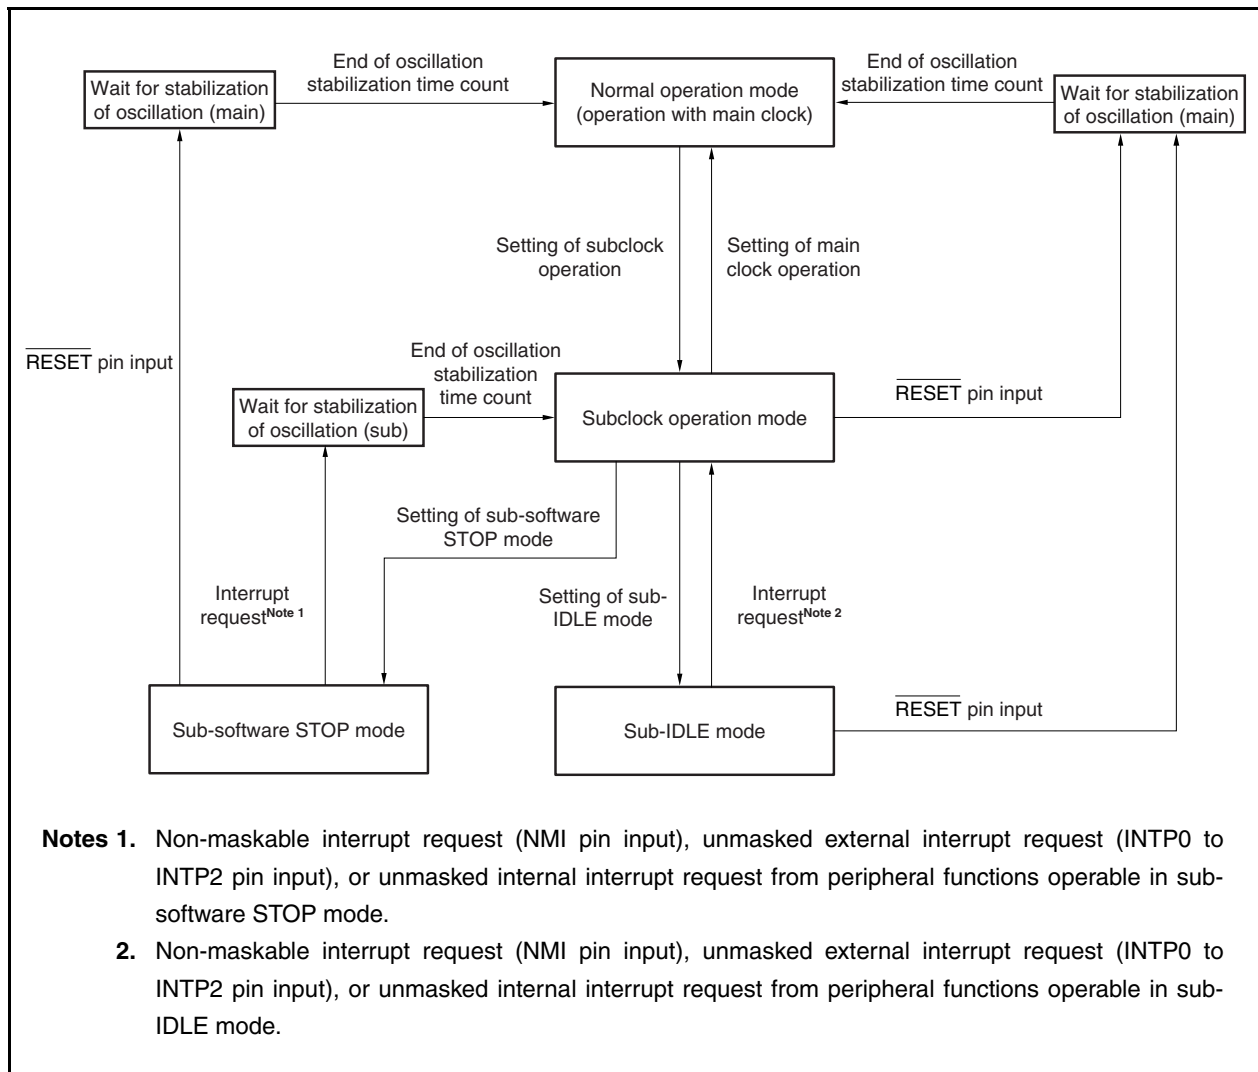 End of oscillation
stabilization time count
Wait for stabilization
of oscillation (main)
Normal operation mode
(operation with main clock)
End of oscillation
stabilization time count
Wait for stabilization
of oscillation (main)
Setting of subclock
operation
Setting of main
clock operation
RESET pin input
End of oscillation
stabilization
time count
Wait for stabilization
of oscillation (sub)
Subclock operation mode
RESET pin input
Setting of sub-software
STOP mode
Interrupt
requestNote 1
Setting of sub-
IDLE mode
Interrupt
requestNote 2
Sub-software STOP mode
Sub-IDLE mode
RESET pin input
Notes 1. Non-maskable interrupt request (NMI pin input), unmasked external interrupt request (INTP0 to
INTP2 pin input), or unmasked internal interrupt request from peripheral functions operable in sub-
software STOP mode.
2. Non-maskable interrupt request (NMI pin input), unmasked external interrupt request (INTP0 to
INTP2 pin input), or unmasked internal interrupt request from peripheral functions operable in sub-
IDLE mode.